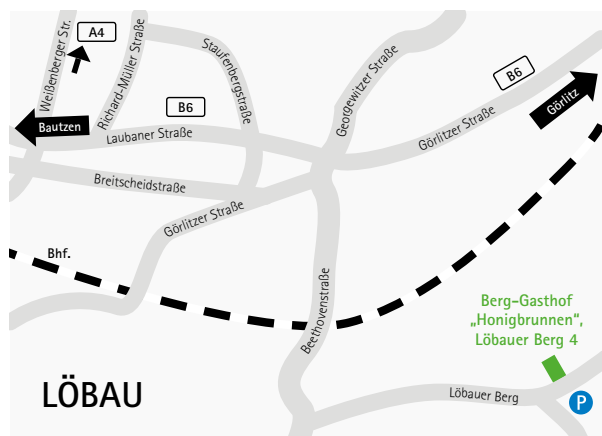 Weißenberger Str.
A4
Richard-Müller Straße
Staufenbergstraße
Georgewitzer Straße
B6
Görlitz
Bautzen
B6
Laubaner Straße
Görlitzer Straße
Breitscheidstraße
Görlitzer Straße
Bhf.
Beethovenstraße
Berg-Gasthof
„Honigbrunnen“,
Löbauer Berg 4
LÖBAU
Löbauer Berg
P